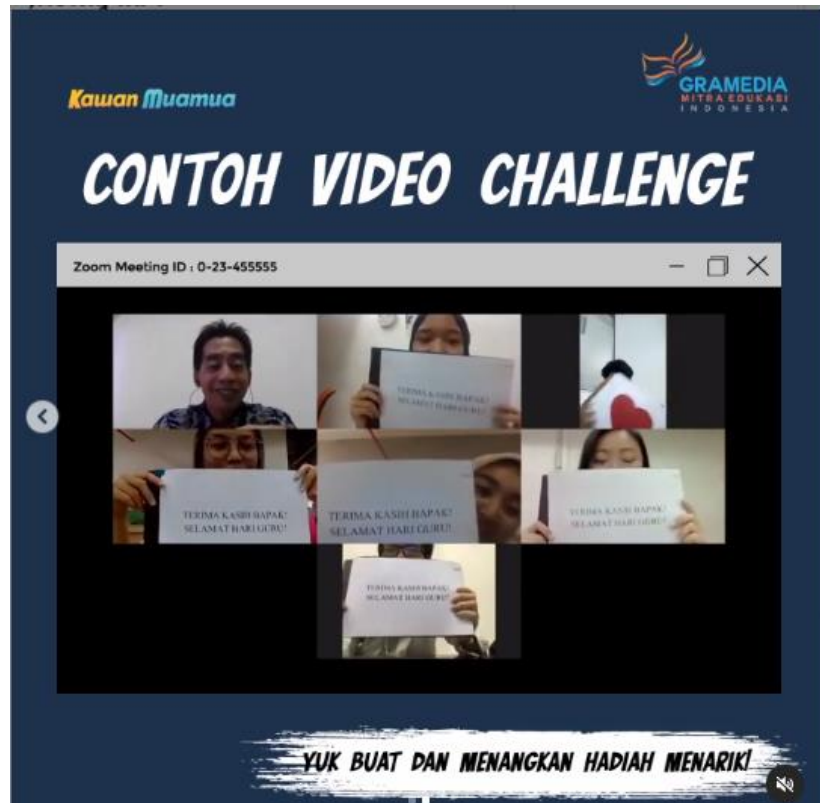 Kawan Muamua
GRAMEDIA
MITRA EDUKASI
INDONESIA
CONTOH VIDEO CHALLENGE
Zoom Meeting ID : 0-23-455555
TERIMA KASIH BAPAK!
SELAMAT HARI GURU!
TERIMA KASIH BAPAK!
SELAMAT HARI GURU!
TERIMA KASIH BAPAK!
SELAMAT HARI GURU!
TERIMA KASIH BAPAK!
SELAMAT HARI GURU!
TERIMA KASIH BAPAK!
SELAMAT HARI GURU!
YUK BUAT DAN MENANGKAN HADIAH MENARIK!